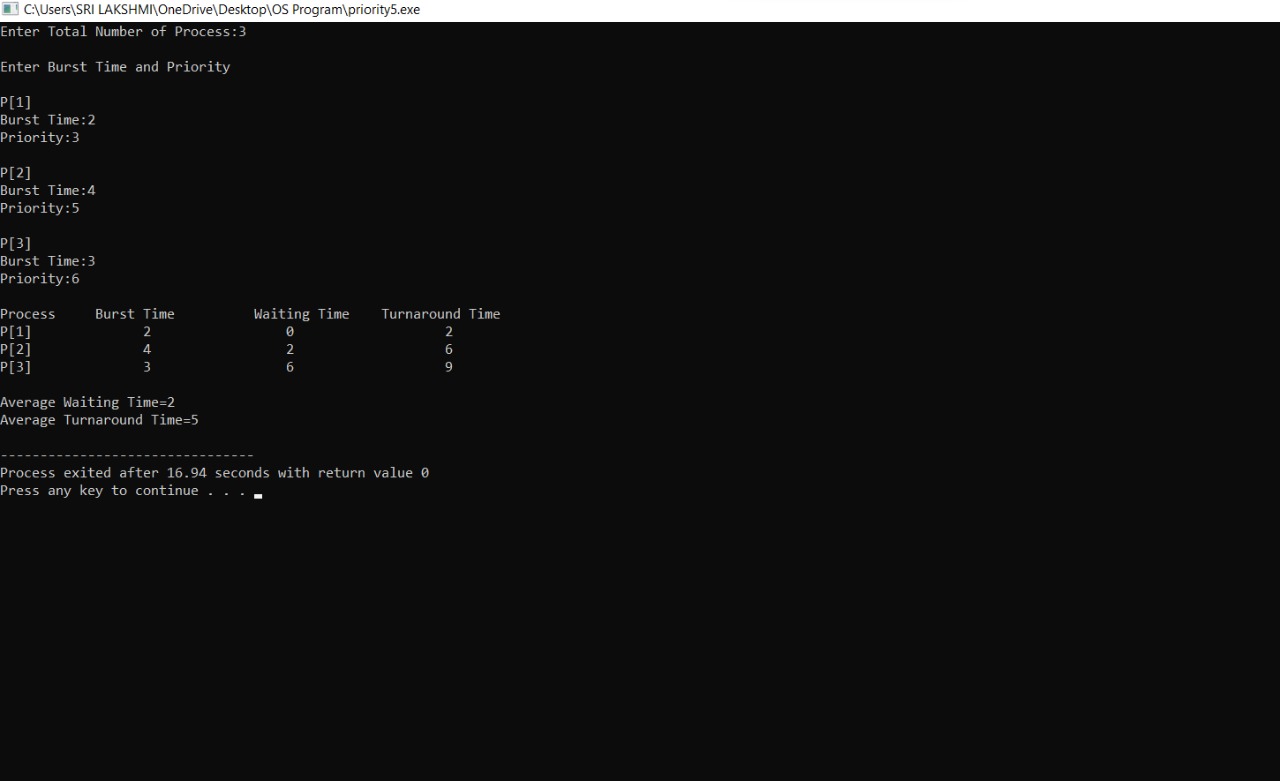 C:\Users\SRI LAKSHMI\OneDrive\Desktop\OS Program\priority5.exe
Enter Total Number of Process:3
Enter Burst Time and Priority
P[1]
Burst Time:2
Priority:3
P[2]
Burst Time:4
Priority:5
P[3]
Burst Time:3
Priority:6
Process Burst Time Waiting Time Turnaround Time
P[1] 2 0 2
P[2] 4 2 6
P[3] 3 6 9
Average Waiting Time=2
Average Turnaround Time=5
--------------------------------
Process exited after 16.94 seconds with return value 0
Press any key to continue . . .